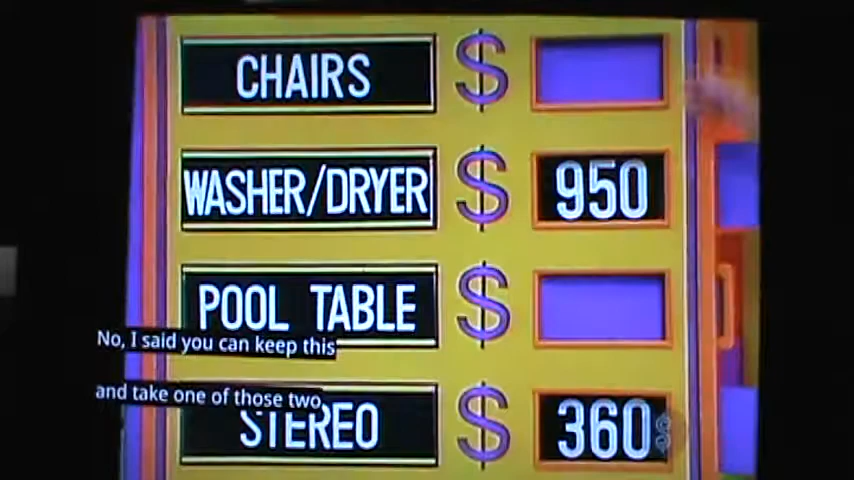 CHAIRS $
WASHER/DRYER $ 950
POOL TABLE $
No, I said you can keep this
and take one of those two
STEREO $ 360